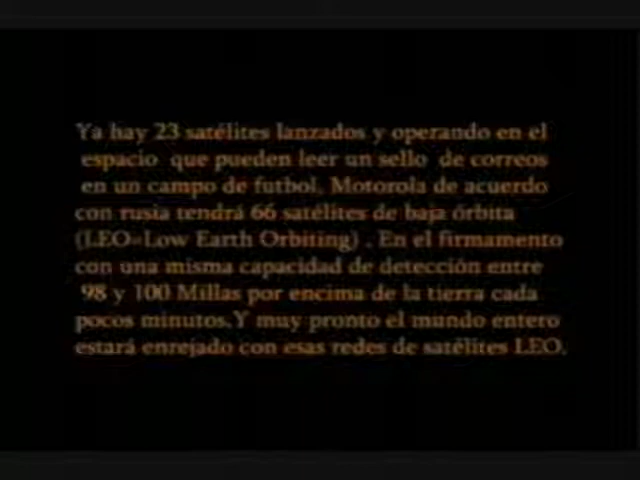 Ya hay 23 satélites lanzados y operando en el
espacio que pueden leer un sello de correos
en un campo de futbol. Motorola de acuerdo
con rusia tendrá 66 satélites de baja órbita
(LEO=Low Earth Orbiting) . En el firmamento
con una misma capacidad de detección entre
98 y 100 Millas por encima de la tierra cada
pocos minutos.Y muy pronto el mundo entero
estará enrejado con esas redes de satélites LEO.